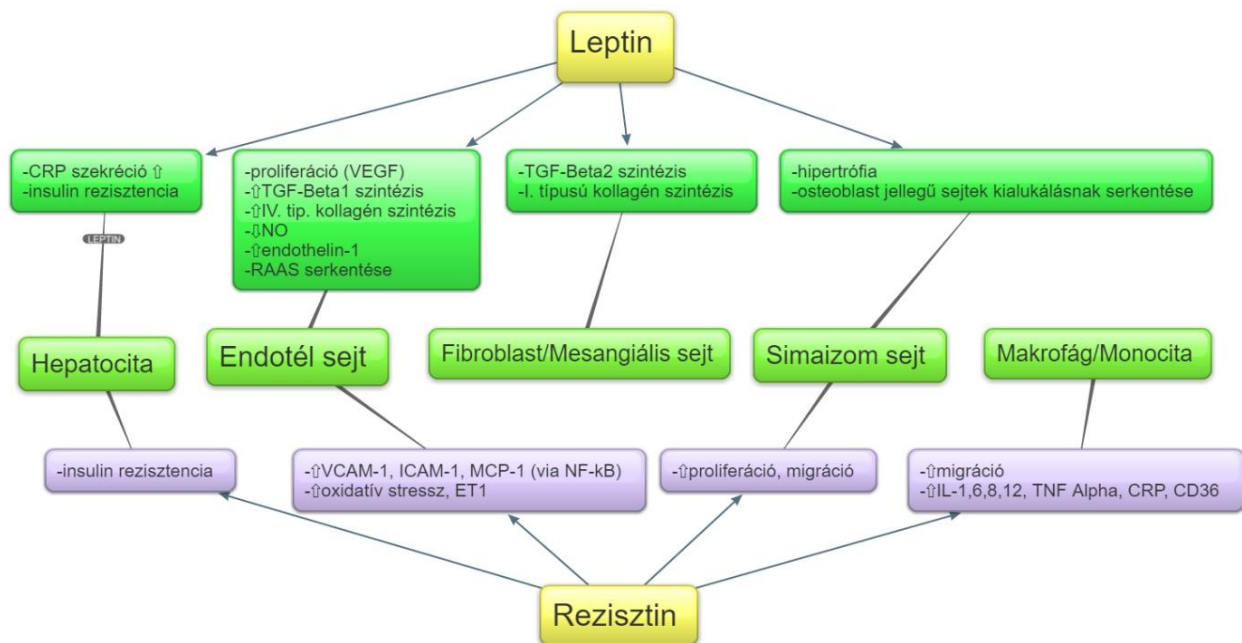 Leptin
-CRP szekréció ⇧
-insulin rezisztencia
-proliferáció (VEGF)
-⇧TGF-Beta1 szintézis
-⇧IV. tip. kollagén szintézis
-⇩NO
-⇧endothelin-1
-RAAS serkentése
-TGF-Beta2 szintézis
-I. típusú kollagén szintézis
-hipertrófia
-osteoblast jellegű sejtek kialukálásnak serkentése
LEPTIN
Hepatocita
Endotél sejt
Fibroblast/Mesangiális sejt
Simaizom sejt
Makrofág/Monocita
-insulin rezisztencia
-⇧VCAM-1, ICAM-1, MCP-1 (via NF-kB)
-⇧oxidatív stressz, ET1
-⇧proliferáció, migráció
-⇧migráció
-⇧IL-1,6,8,12, TNF Alpha, CRP, CD36
Rezisztin